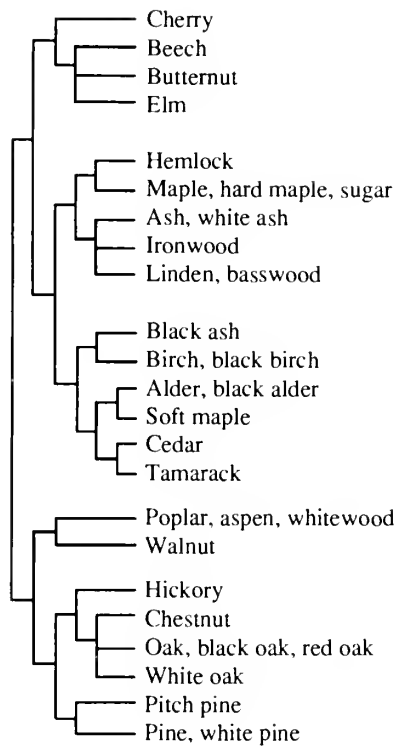 Cherry
Beech
Butternut
Elm
Hemlock
Maple, hard maple, sugar
Ash, white ash
Ironwood
Linden, basswood
Black ash
Birch, black birch
Alder, black alder
Soft maple
Cedar
Tamarack
Poplar, aspen, whitewood
Walnut
Hickory
Chestnut
Oak, black oak, red oak
White oak
Pitch pine
Pine, white pine